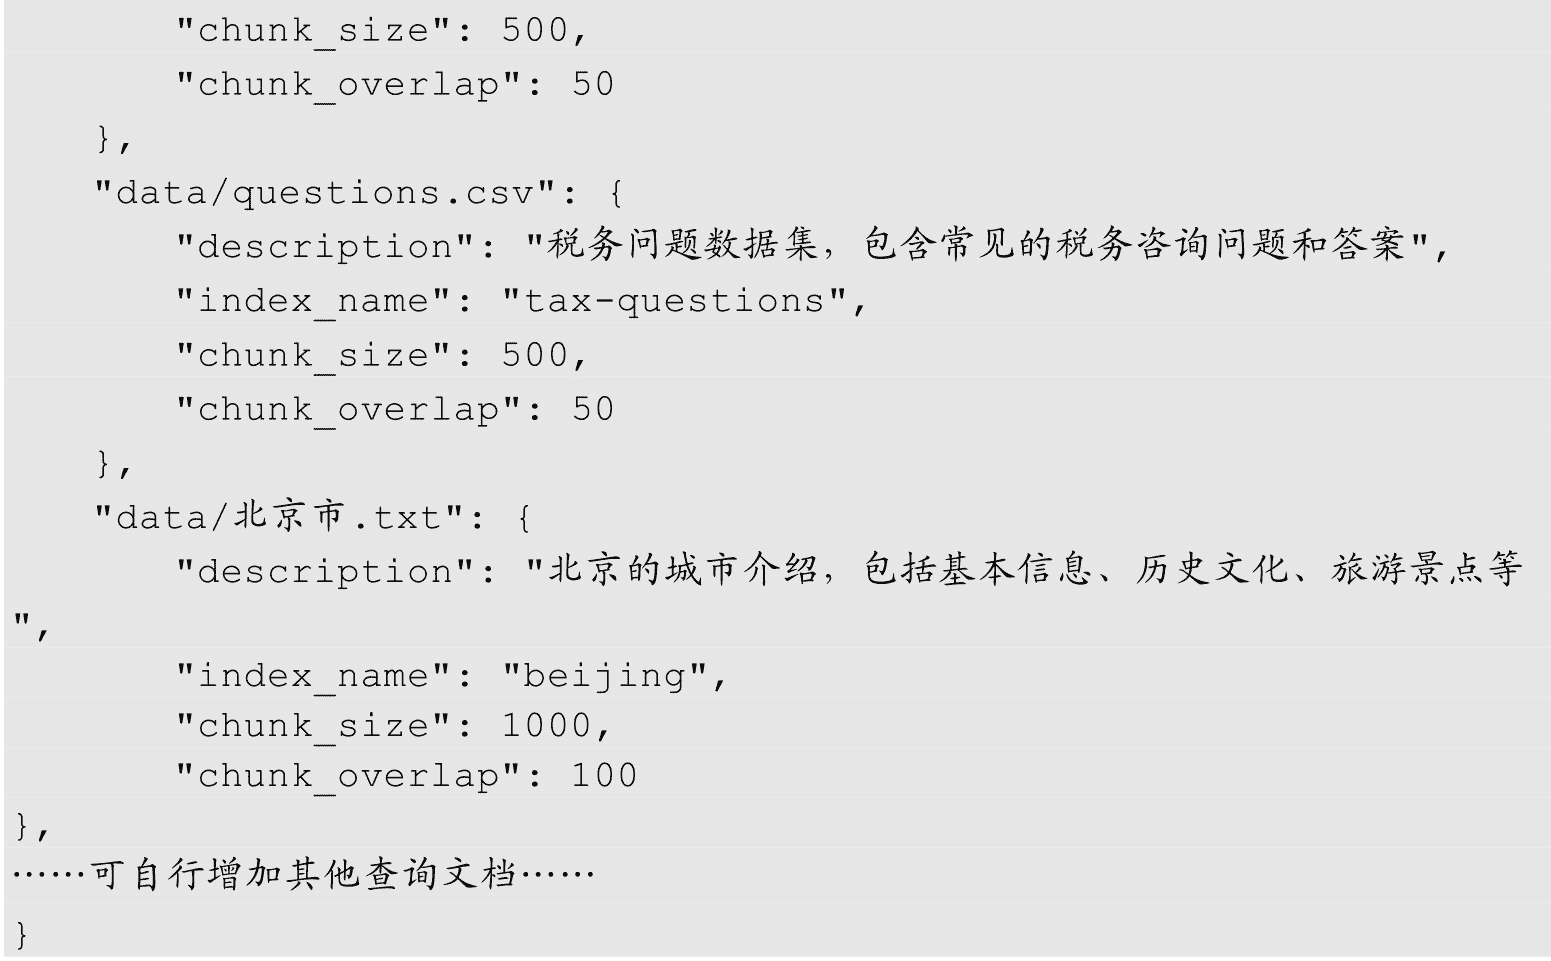 "chunk_size": 500,
"chunk_overlap": 50
},
"data/questions.csv": {
"description": "税务问题数据集，包含常见的税务咨询问题和答案",
"index_name": "tax-questions",
"chunk_size": 500,
"chunk_overlap": 50
},
"data/北京市.txt": {
"description": "北京的城市介绍，包括基本信息、历史文化、旅游景点等
",
"index_name": "beijing",
"chunk_size": 1000,
"chunk_overlap": 100
},
……可自行增加其他查询文档……
}